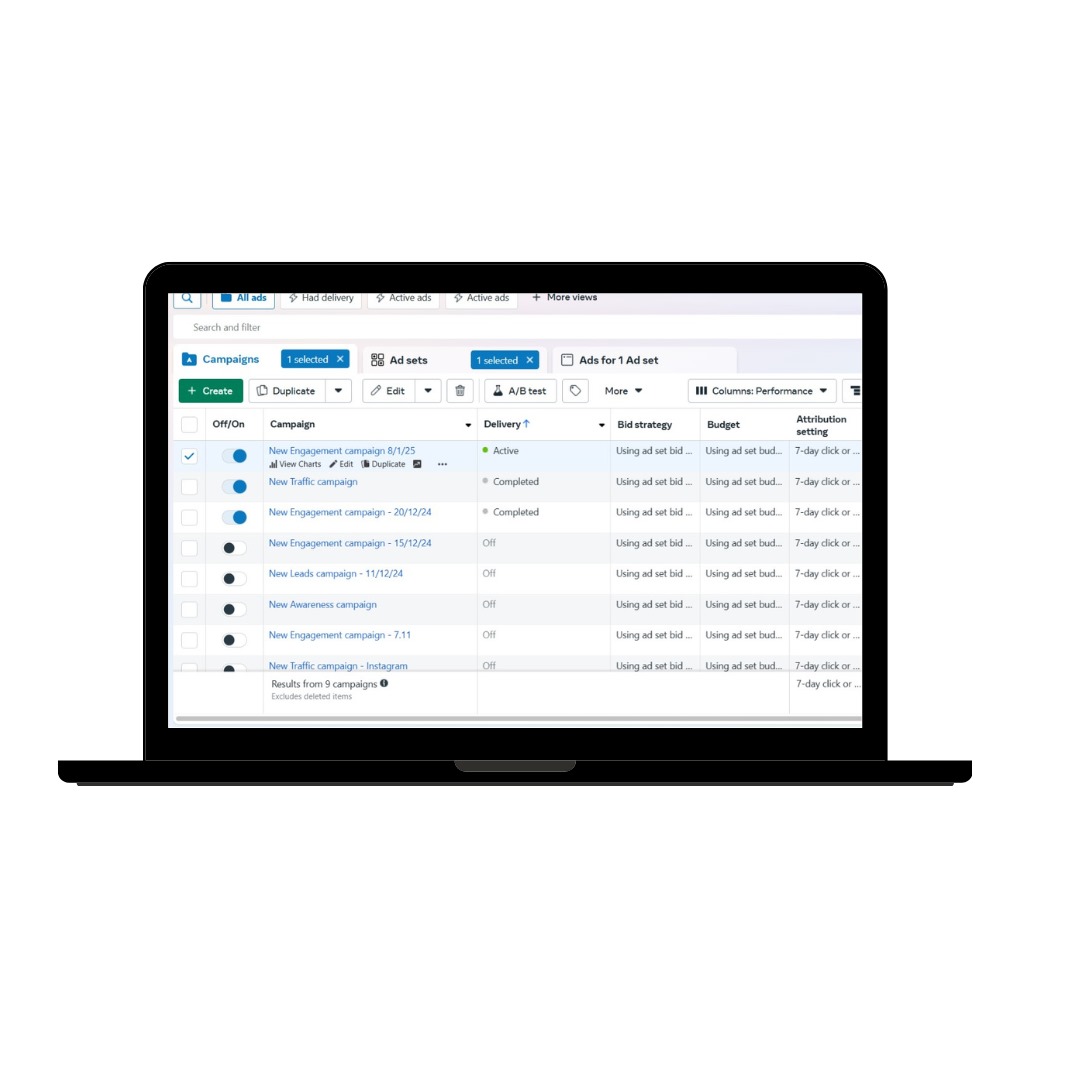 All ads Had delivery Active ads Active ads + More views
Search and filter
Campaigns 1 selected × Ad sets 1 selected × Ads for 1 Ad set
+ Create Duplicate Edit A/B test More Columns: Performance
Off/On Campaign Delivery ↑ Bid strategy Budget Attribution
setting
New Engagement campaign 8/1/25 Active Using ad set bid ... Using ad set bud... 7-day click or ...
View Charts Edit Duplicate ...
New Traffic campaign Completed Using ad set bid ... Using ad set bud... 7-day click or ...
New Engagement campaign - 20/12/24 Completed Using ad set bid ... Using ad set bud... 7-day click or ...
New Engagement campaign - 15/12/24 Off Using ad set bid ... Using ad set bud... 7-day click or ...
New Leads campaign - 11/12/24 Off Using ad set bid ... Using ad set bud... 7-day click or ...
New Awareness campaign Off Using ad set bid ... Using ad set bud... 7-day click or ...
New Engagement campaign - 7.11 Off Using ad set bid ... Using ad set bud... 7-day click or ...
New Traffic campaign - Instagram Off Using ad set bid ... Using ad set bud... 7-day click or ...
Results from 9 campaigns 7-day click or ...
Excludes deleted items